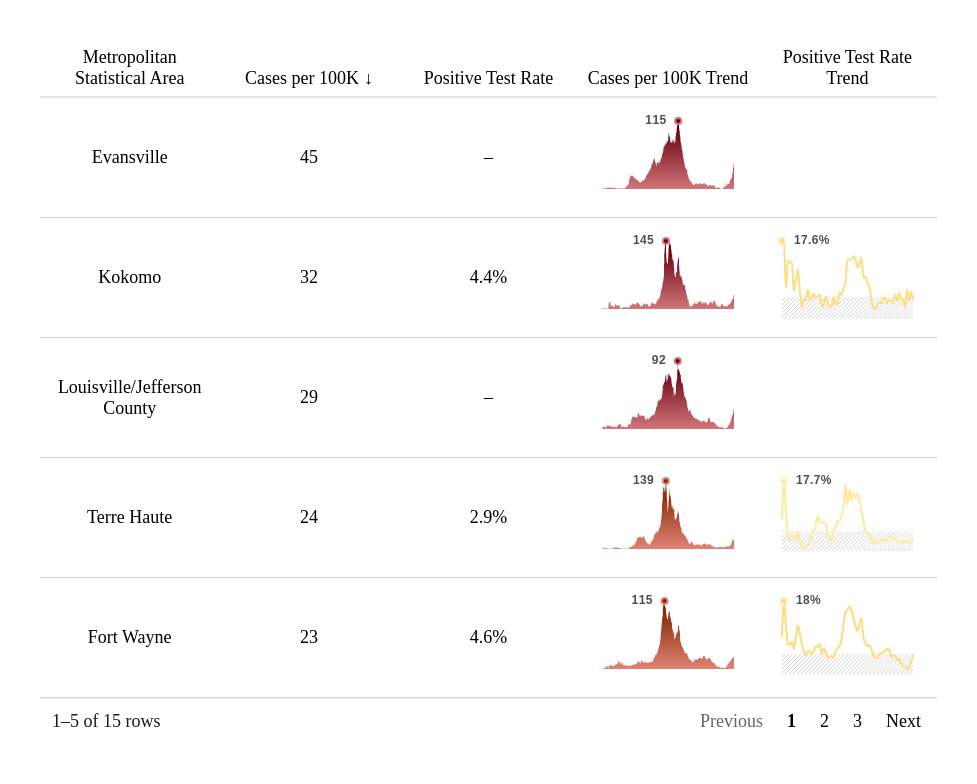 Metropolitan
Statistical Area
Cases per 100K ↓
Positive Test Rate
Cases per 100K Trend
Positive Test Rate
Trend
Evansville
45
–
115
Kokomo
32
4.4%
145
17.6%
Louisville/Jefferson
County
29
–
92
Terre Haute
24
2.9%
139
17.7%
Fort Wayne
23
4.6%
115
18%
1–5 of 15 rows
Previous 1 2 3 Next